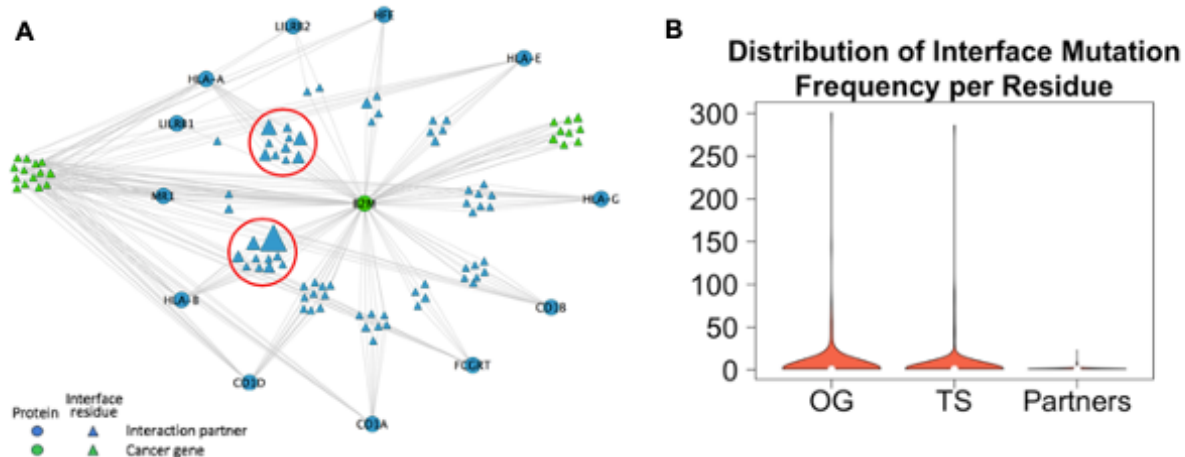 A
LILRB2
HFE
HLA-E
HLA-A
LILRB1
MR1
B2M
HLA-G
HLA-B
CD1B
FCGRT
CD1D
CD1A
Protein
Interface
residue
Interaction partner
Cancer gene
B
Distribution of Interface Mutation
Frequency per Residue
300
250
200
150
100
50
0
OG
TS
Partners